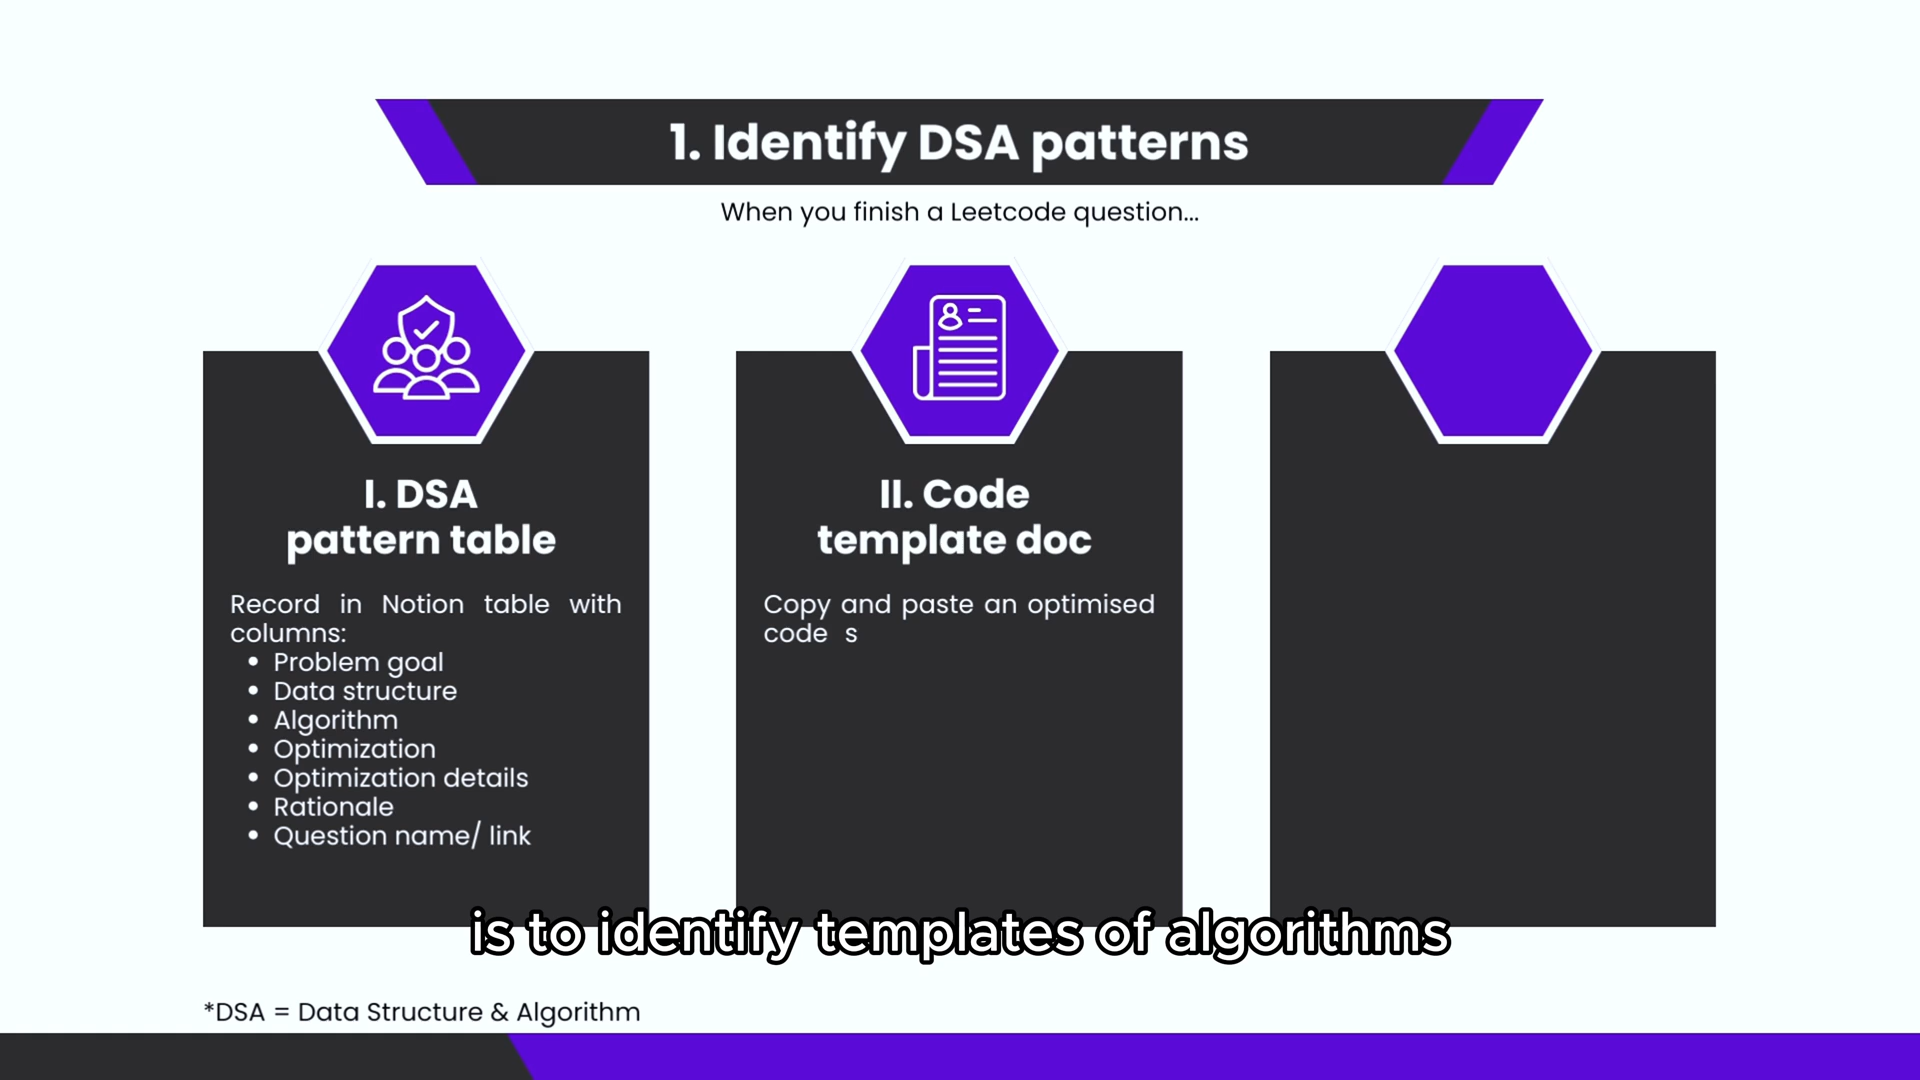 1. Identify DSA patterns
When you finish a Leetcode question...
I. DSA
pattern table
Record in Notion table with
columns:
• Problem goal
• Data structure
• Algorithm
• Optimization
• Optimization details
• Rationale
• Question name/ link
II. Code
template doc
Copy and paste an optimised
code s
is to identify templates of algorithms
*DSA = Data Structure & Algorithm